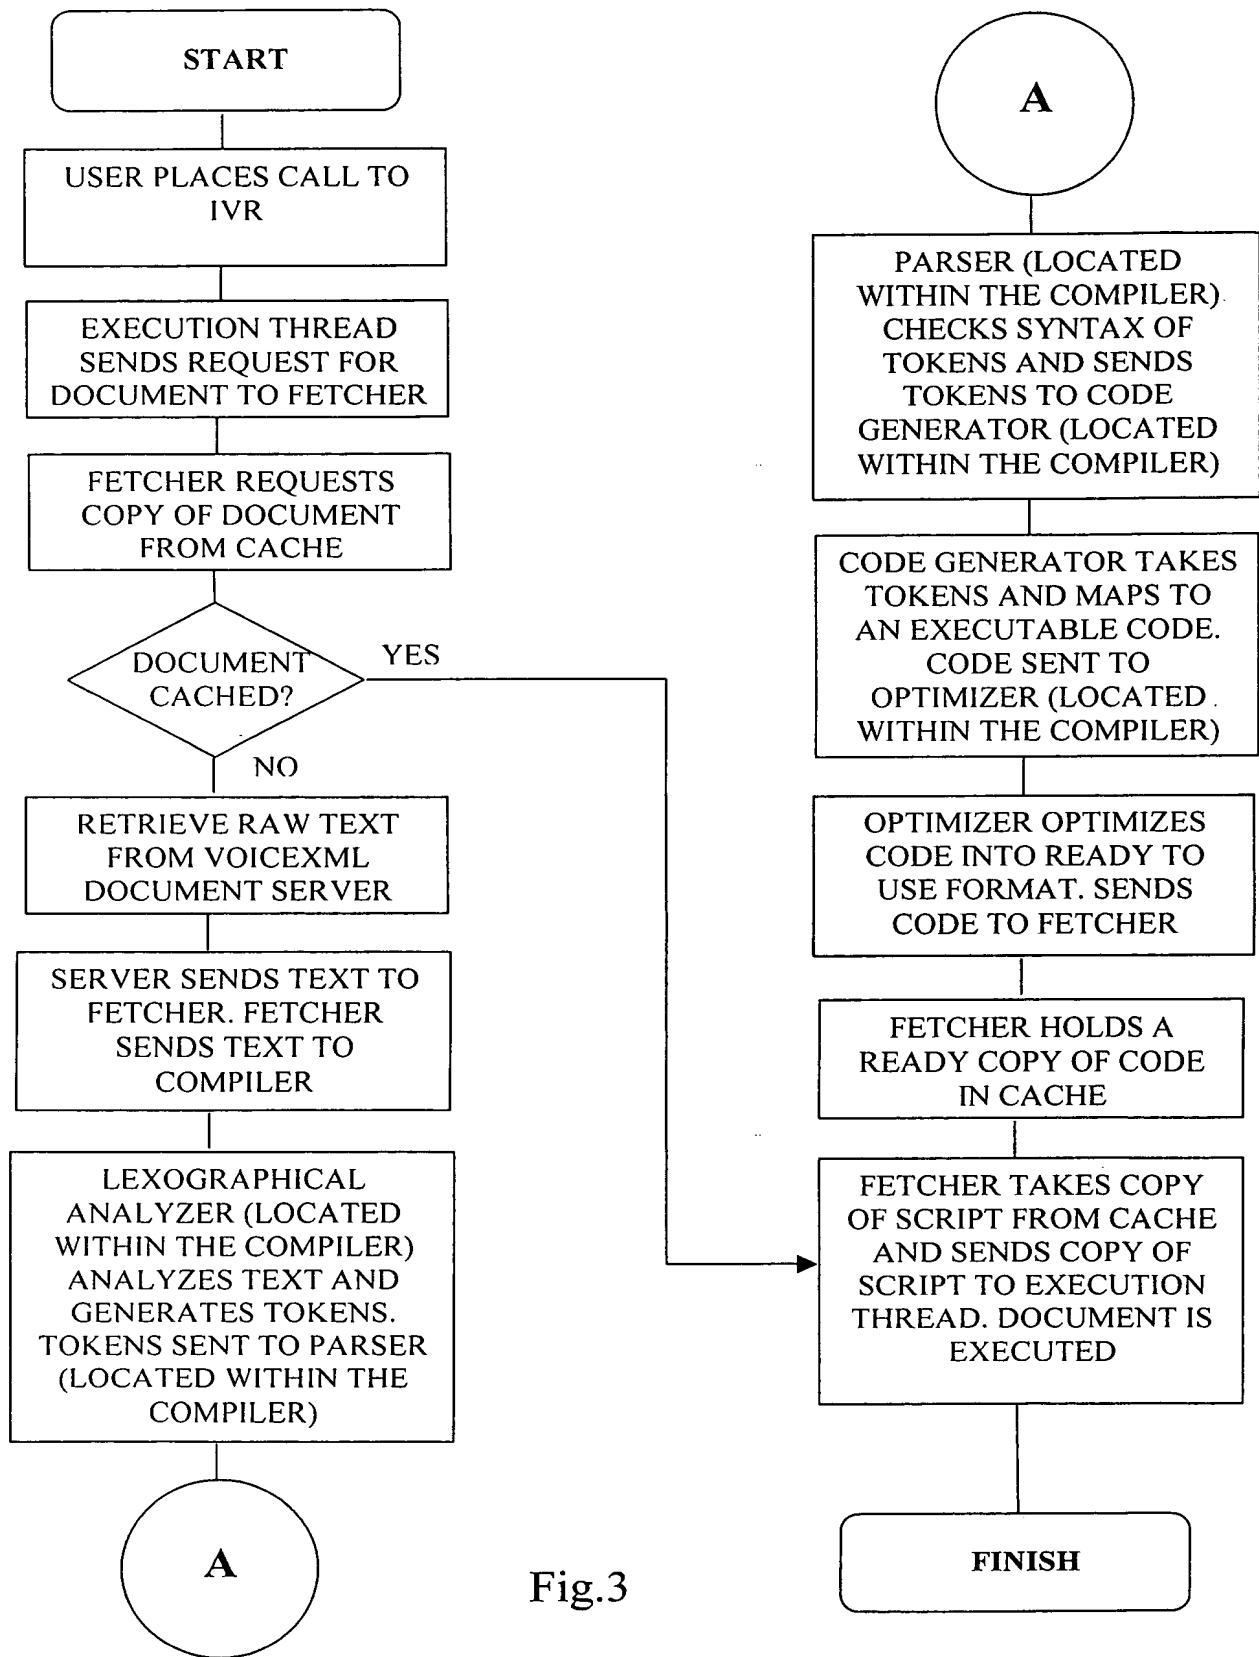 START
USER PLACES CALL TO
IVR
EXECUTION THREAD
SENDS REQUEST FOR
DOCUMENT TO FETCHER
FETCHER REQUESTS
COPY OF DOCUMENT
FROM CACHE
DOCUMENT
CACHED?
YES
NO
RETRIEVE RAW TEXT
FROM VOICEXML
DOCUMENT SERVER
SERVER SENDS TEXT TO
FETCHER. FETCHER
SENDS TEXT TO
COMPILER
LEXOGRAPHICAL
ANALYZER (LOCATED
WITHIN THE COMPILER)
ANALYZES TEXT AND
GENERATES TOKENS.
TOKENS SENT TO PARSER
(LOCATED WITHIN THE
COMPILER)
A
A
PARSER (LOCATED
WITHIN THE COMPILER)
CHECKS SYNTAX OF
TOKENS AND SENDS
TOKENS TO CODE
GENERATOR (LOCATED
WITHIN THE COMPILER)
CODE GENERATOR TAKES
TOKENS AND MAPS TO
AN EXECUTABLE CODE.
CODE SENT TO
OPTIMIZER (LOCATED
WITHIN THE COMPILER)
OPTIMIZER OPTIMIZES
CODE INTO READY TO
USE FORMAT. SENDS
CODE TO FETCHER
FETCHER HOLDS A
READY COPY OF CODE
IN CACHE
FETCHER TAKES COPY
OF SCRIPT FROM CACHE
AND SENDS COPY OF
SCRIPT TO EXECUTION
THREAD. DOCUMENT IS
EXECUTED
FINISH
Fig.3